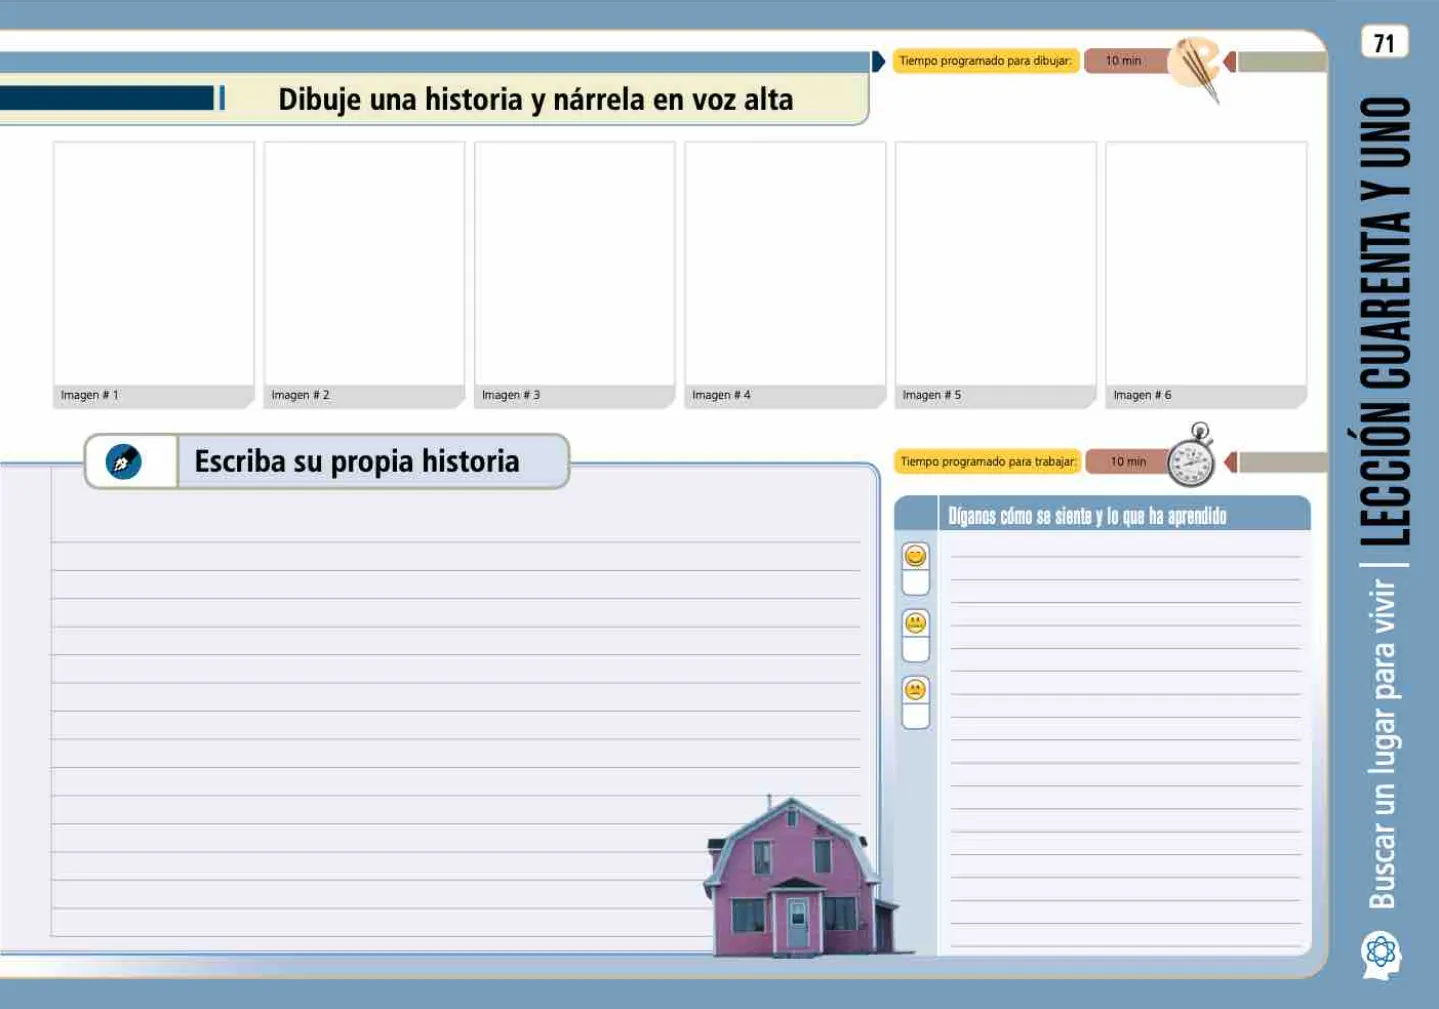 71
Tiempo programado para dibujar:
10 min
Dibuje una historia y nárrela en voz alta
Imagen # 1
Imagen # 2
Imagen # 3
Imagen # 4
Imagen # 5
Imagen # 6
Escriba su propia historia
Tiempo programado para trabajar:
10 min
Díganos cómo se siente y lo que ha aprendido
Buscar un lugar para vivir | LECCIÓN CUARENTA Y UNO